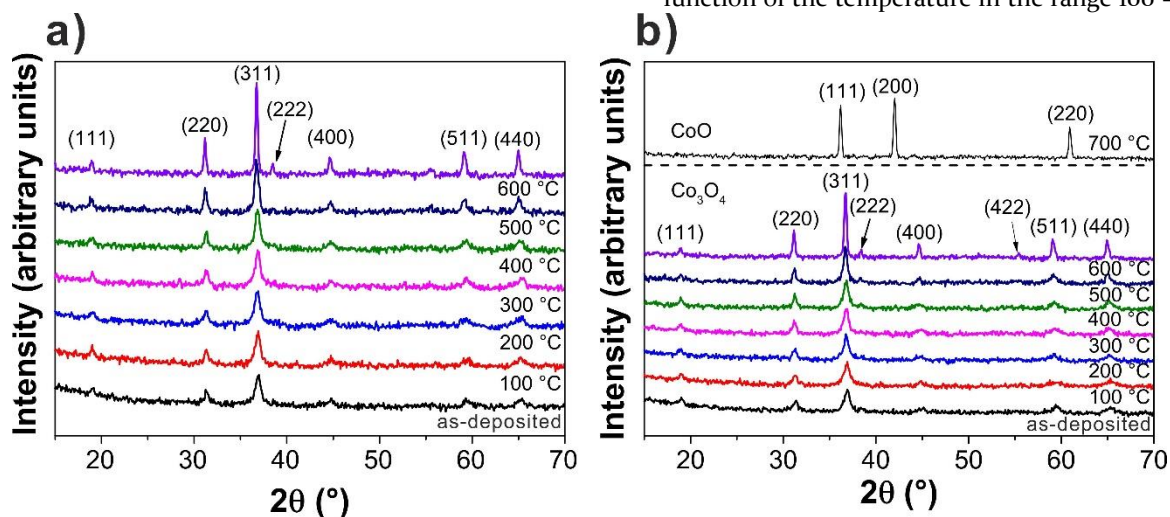 function of the temperature in the range 100 -
a)
Intensity (arbitrary units)
(111)
(220)
(311)
(222)
(400)
(511)
(440)
600 °C
500 °C
400 °C
300 °C
200 °C
100 °C
as-deposited
20 30 40 50 60 70
2θ (°)
b)
Intensity (arbitrary units)
CoO
(111)
(200)
(220)
700 °C
Co3O4
(111)
(220)
(311)
(222)
(400)
(422)
(511)
(440)
600 °C
500 °C
400 °C
300 °C
200 °C
100 °C
as-deposited
20 30 40 50 60 70
2θ (°)